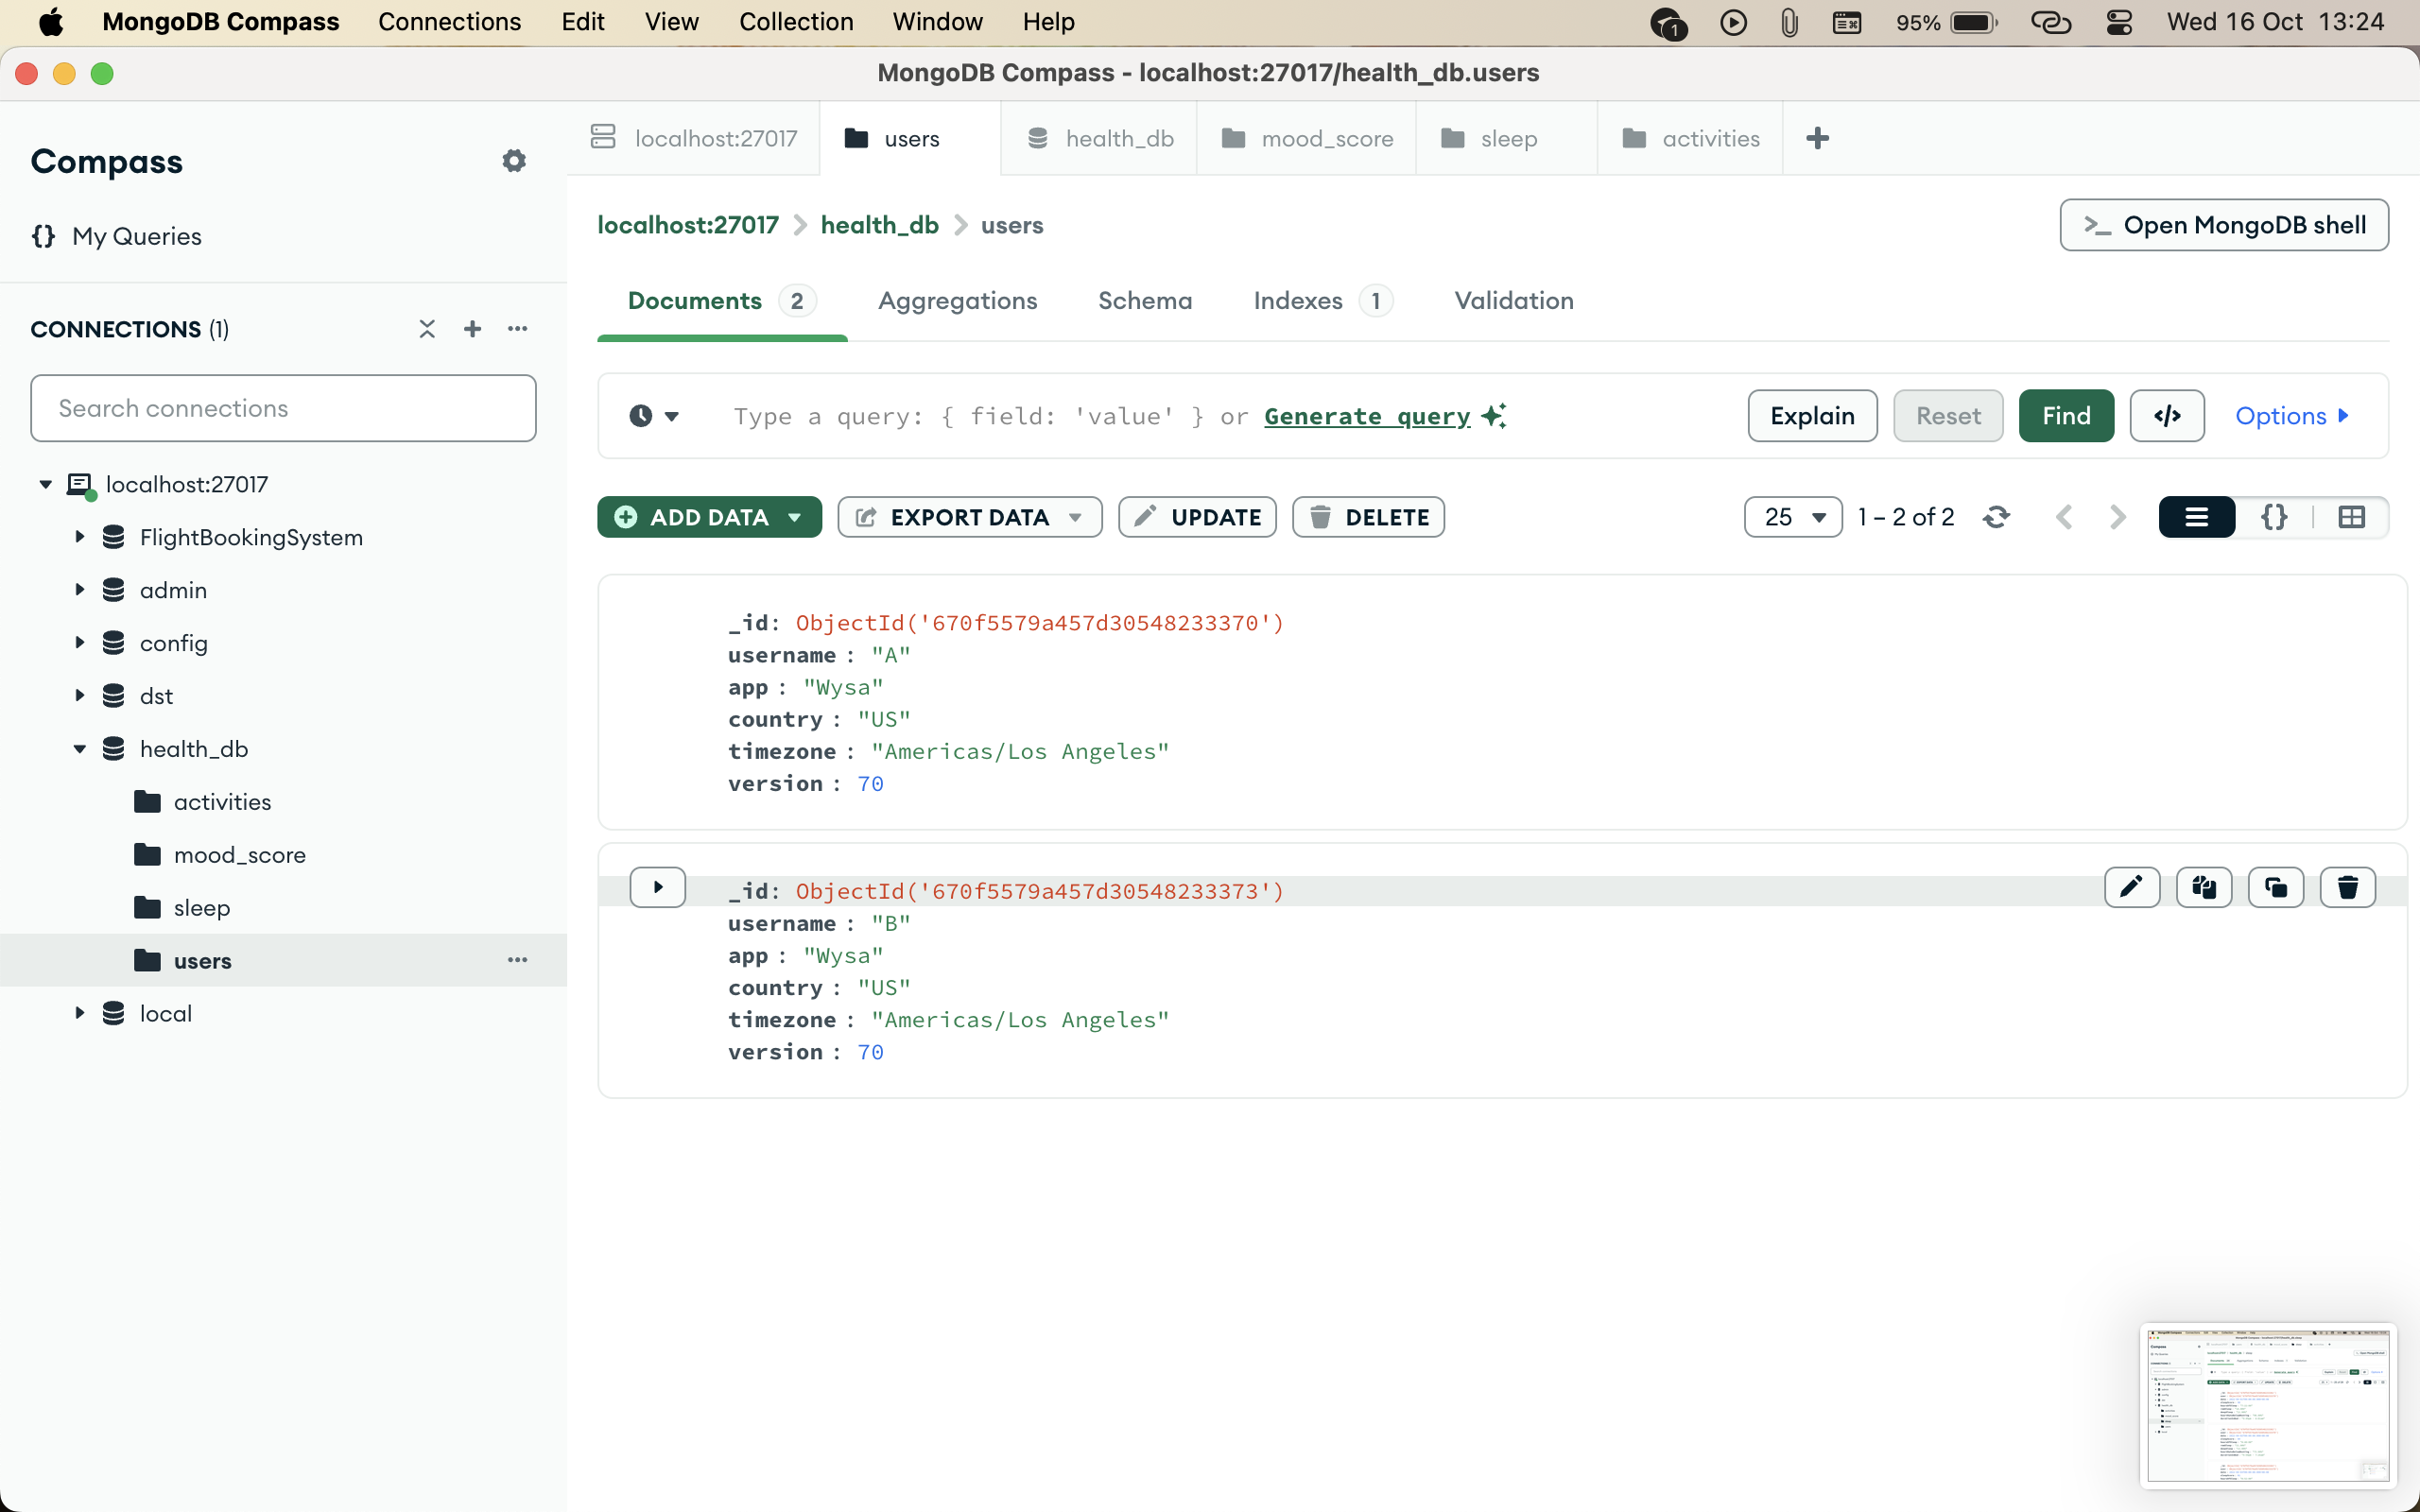 MongoDB Compass Connections Edit View Collection Window Help 1 95% Wed 16 Oct 13:24
MongoDB Compass - localhost:27017/health_db.users
Compass
My Queries
CONNECTIONS (1)
Search connections
localhost:27017
FlightBookingSystem
admin
config
dst
health_db
activities
mood_score
sleep
users
local
localhost:27017 users health_db mood_score sleep activities
localhost:27017 > health_db > users
>_ Open MongoDB shell
Documents 2 Aggregations Schema Indexes 1 Validation
Type a query: { field: 'value' } or Generate query
Explain Reset Find </> Options
ADD DATA EXPORT DATA UPDATE DELETE
25 1 – 2 of 2 {}
_id: ObjectId('670f5579a457d30548233370')
username : "A"
app : "Wysa"
country : "US"
timezone : "Americas/Los Angeles"
version : 70
_id: ObjectId('670f5579a457d30548233373')
username : "B"
app : "Wysa"
country : "US"
timezone : "Americas/Los Angeles"
version : 70